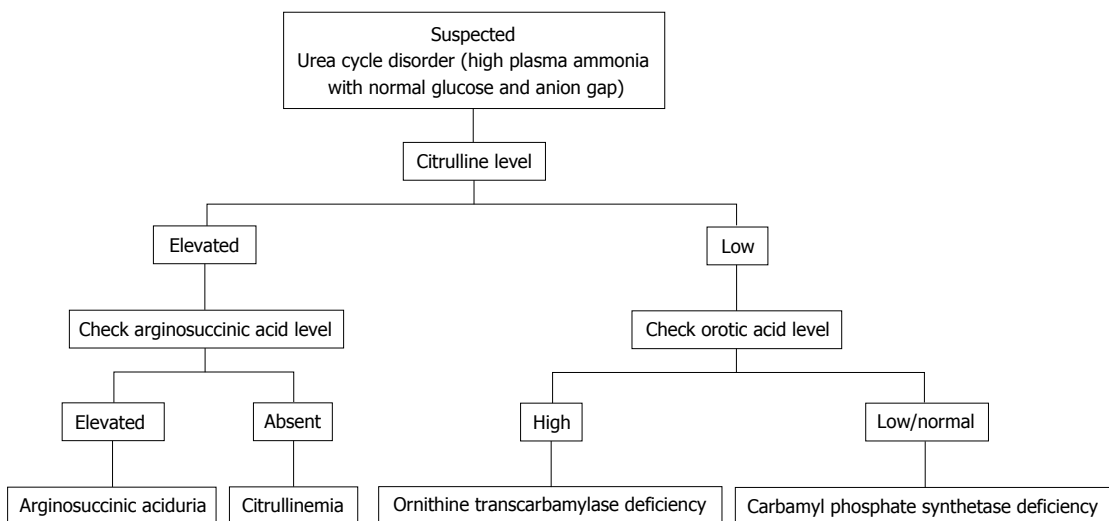 Suspected
Urea cycle disorder (high plasma ammonia
with normal glucose and anion gap)
Citrulline level
Elevated
Low
Check arginosuccinic acid level
Check orotic acid level
Elevated
Absent
High
Low/normal
Arginosuccinic aciduria
Citrullinemia
Ornithine transcarbamylase deficiency
Carbamyl phosphate synthetase deficiency